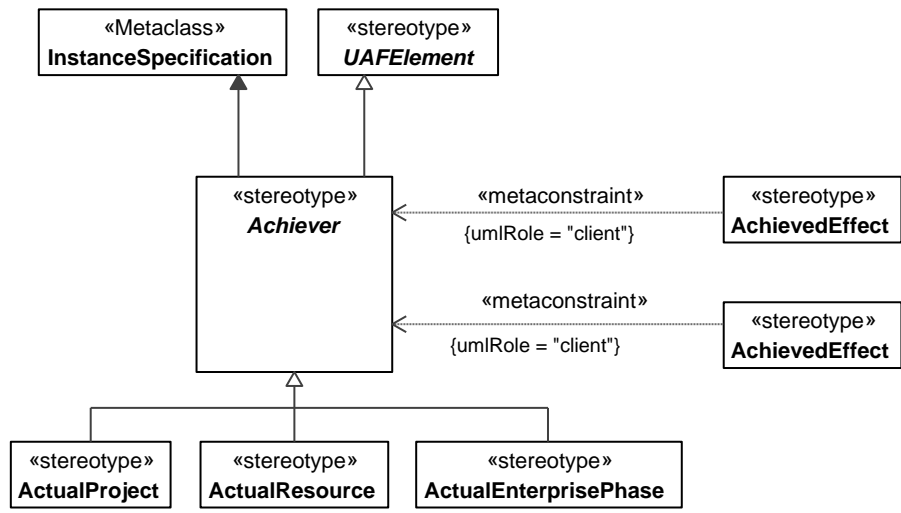 «Metaclass»
InstanceSpecification
«stereotype»
UAFElement
«stereotype»
Achiever
«metaconstraint»
{umlRole = "client"}
«stereotype»
AchievedEffect
«metaconstraint»
{umlRole = "client"}
«stereotype»
AchievedEffect
«stereotype»
ActualProject
«stereotype»
ActualResource
«stereotype»
ActualEnterprisePhase